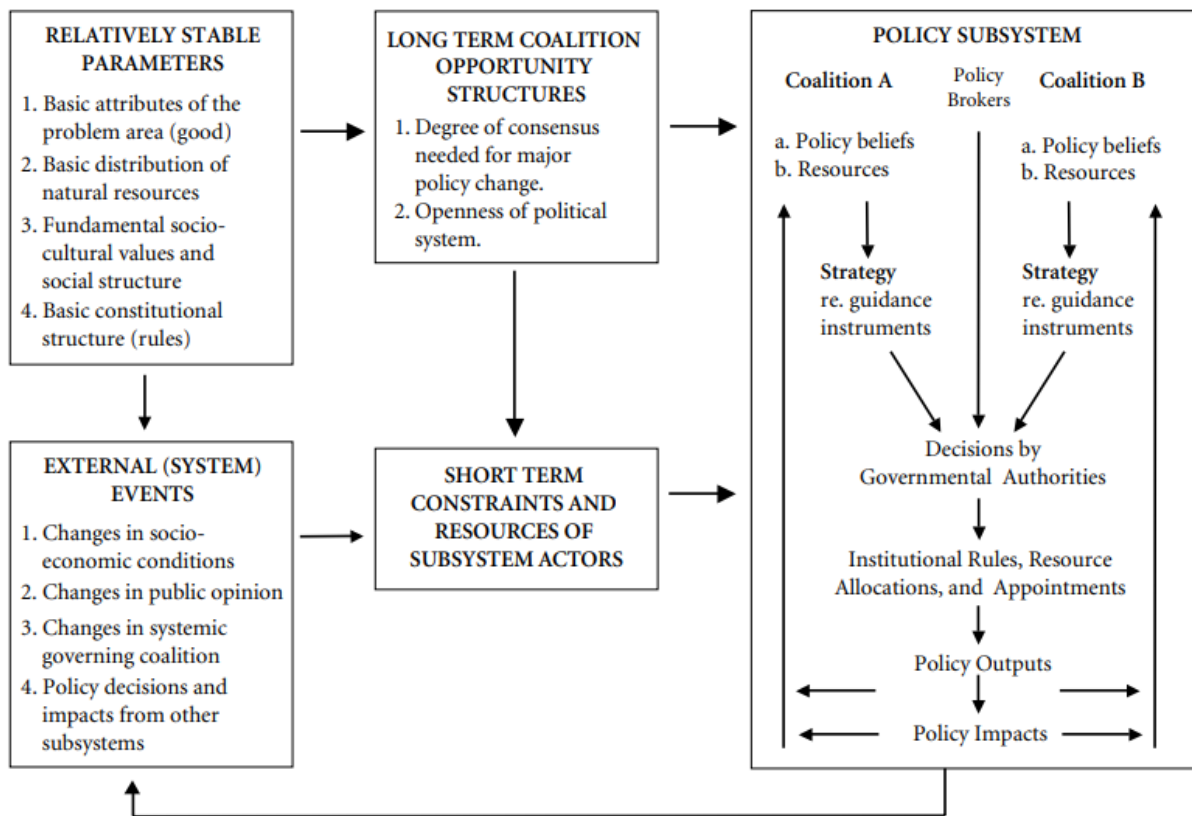 RELATIVELY STABLE
PARAMETERS
1. Basic attributes of the
problem area (good)
2. Basic distribution of
natural resources
3. Fundamental socio-
cultural values and
social structure
4. Basic constitutional
structure (rules)
LONG TERM COALITION
OPPORTUNITY
STRUCTURES
1. Degree of consensus
needed for major
policy change.
2. Openness of political
system.
EXTERNAL (SYSTEM)
EVENTS
1. Changes in socio-
economic conditions
2. Changes in public opinion
3. Changes in systemic
governing coalition
4. Policy decisions and
impacts from other
subsystems
SHORT TERM
CONSTRAINTS AND
RESOURCES OF
SUBSYSTEM ACTORS
POLICY SUBSYSTEM
Coalition A
a. Policy beliefs
b. Resources
Strategy
re. guidance
instruments
Policy
Brokers
Coalition B
a. Policy beliefs
b. Resources
Strategy
re. guidance
instruments
Decisions by
Governmental Authorities
Institutional Rules, Resource
Allocations, and Appointments
Policy Outputs
Policy Impacts